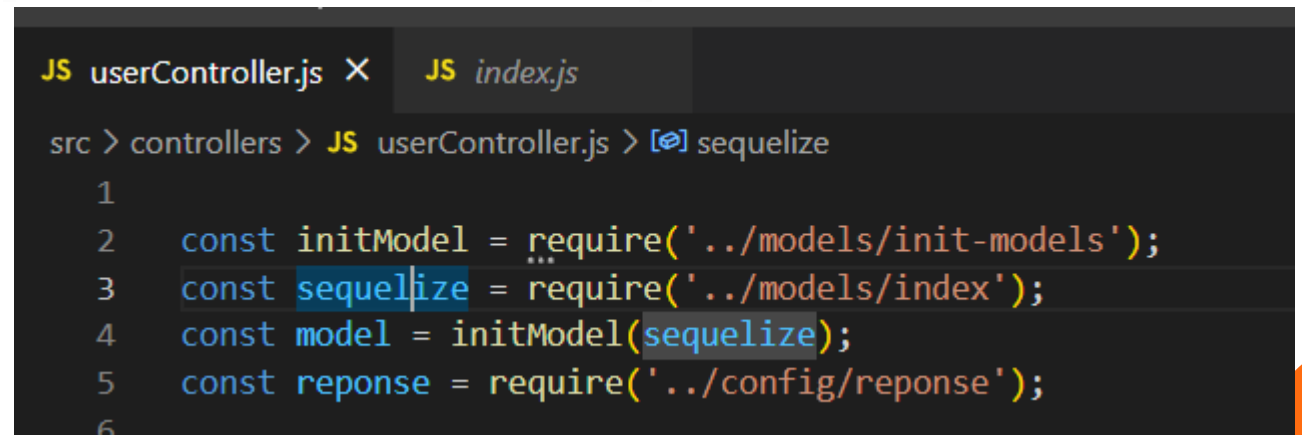 JS userController.js × JS index.js
src > controllers > JS userController.js > sequelize
1
2 const initModel = require('../models/init-models');
3 const sequelize = require('../models/index');
4 const model = initModel(sequelize);
5 const reponse = require('../config/reponse');
6